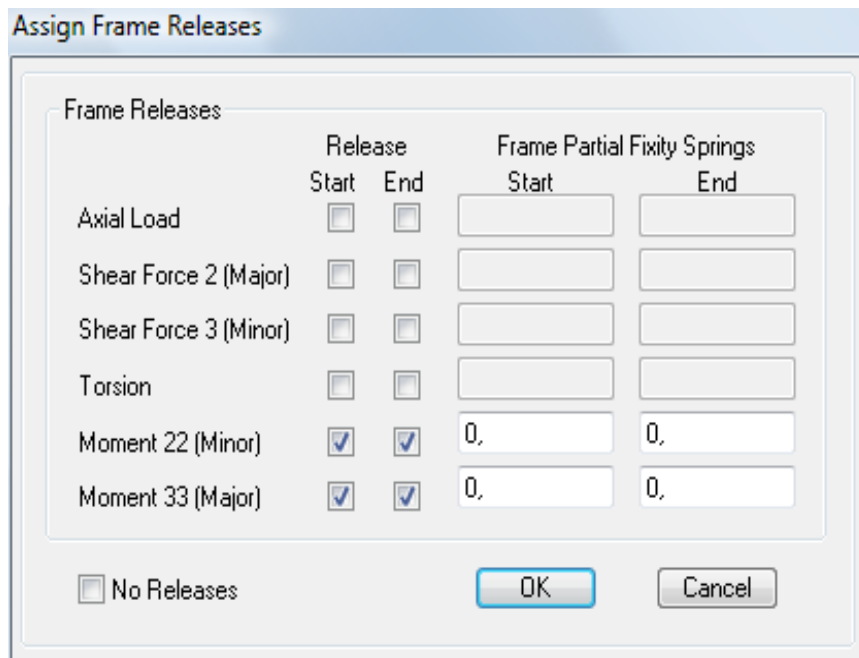 Assign Frame Releases
Frame Releases
Release Frame Partial Fixity Springs
Start End Start End
Axial Load
Shear Force 2 (Major)
Shear Force 3 (Minor)
Torsion
Moment 22 (Minor) 0, 0,
Moment 33 (Major) 0, 0,
No Releases OK Cancel